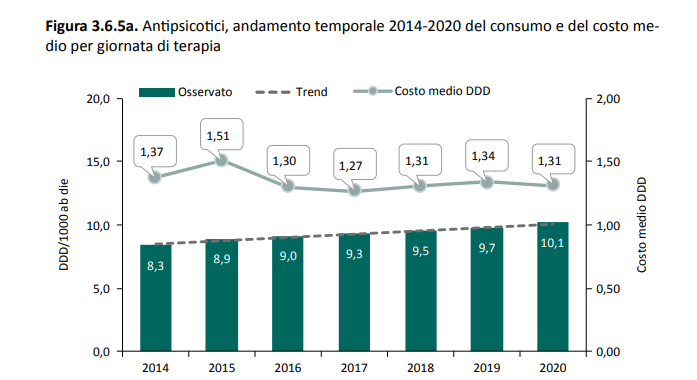 Figura 3.6.5a. Antipsicotici, andamento temporale 2014-2020 del consumo e del costo me-
dio per giornata di terapia
Osservato Trend Costo medio DDD
20,0 2,00
1,37 1,51 1,30 1,27 1,31 1,34 1,31
15,0 1,50
10,0 1,00
8,3 8,9 9,0 9,3 9,5 9,7 10,1
5,0 0,50
0,0 0,00
DDD/1000 ab die
Costo medio DDD
2014 2015 2016 2017 2018 2019 2020